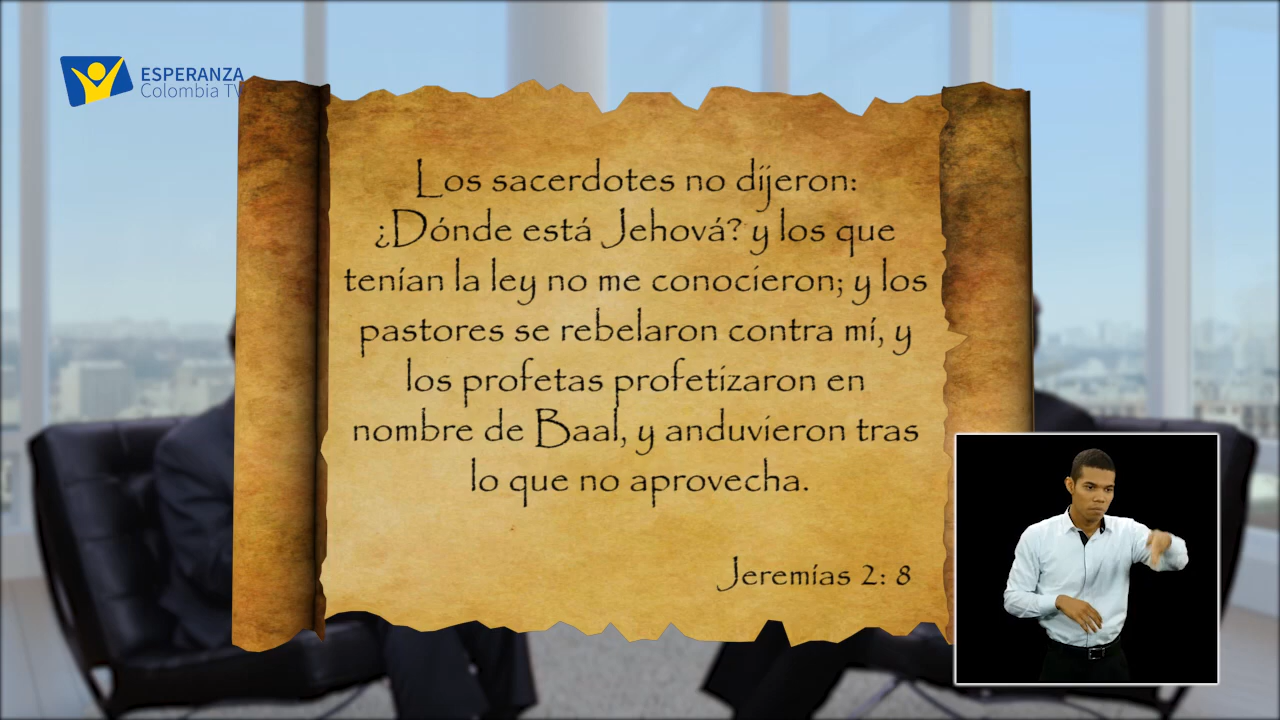 ESPERANZA
Colombia TV
Los sacerdotes no dijeron:
¿Dónde está Jehová? y los que
tenían la ley no me conocieron; y los
pastores se rebelaron contra mí, y
los profetas profetizaron en
nombre de Baal, y anduvieron tras
lo que no aprovecha.
Jeremías 2: 8